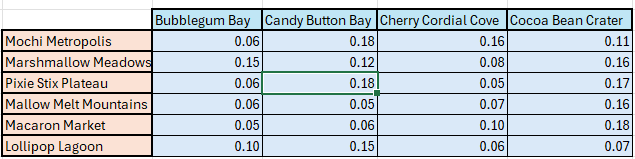 Bubblegum Bay Candy Button Bay Cherry Cordial Cove Cocoa Bean Crater
Mochi Metropolis 0.06 0.18 0.16 0.11
Marshmallow Meadows 0.15 0.12 0.08 0.16
Pixie Stix Plateau 0.06 0.18 0.05 0.17
Mallow Melt Mountains 0.06 0.05 0.07 0.16
Macaron Market 0.05 0.06 0.10 0.18
Lollipop Lagoon 0.10 0.15 0.06 0.07